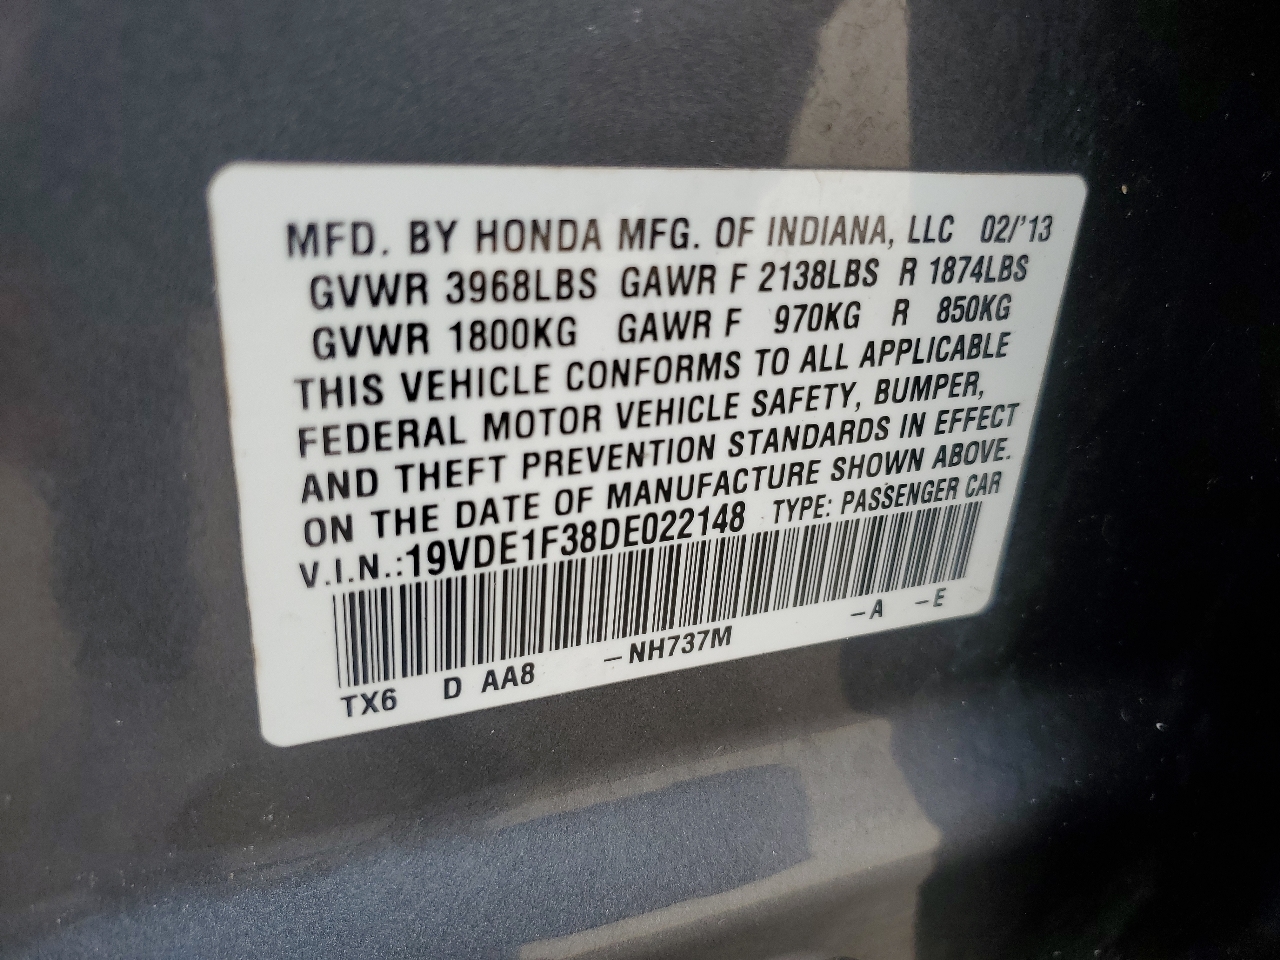 MFD. BY HONDA MFG. OF INDIANA, LLC 02/'13
GVWR 3968LBS GAWR F 2138LBS R 1874LBS
GVWR 1800KG GAWR F 970KG R 850KG
THIS VEHICLE CONFORMS TO ALL APPLICABLE
FEDERAL MOTOR VEHICLE SAFETY, BUMPER,
AND THEFT PREVENTION STANDARDS IN EFFECT
ON THE DATE OF MANUFACTURE SHOWN ABOVE.
V.I.N.:19VDE1F38DE022148 TYPE: PASSENGER CAR
TX6 D AA8 -NH737M -A -E